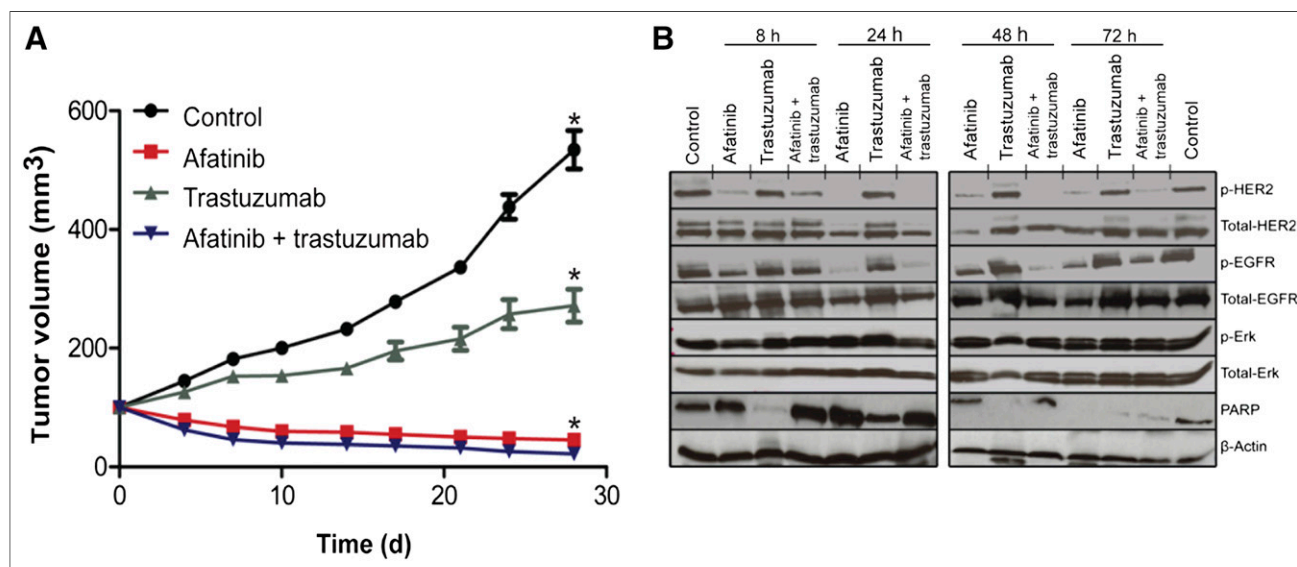 A
Control
Afatinib
Trastuzumab
Afatinib + trastuzumab
Tumor volume (mm3)
600
400
200
0
0
10
20
30
Time (d)
*
*
*
B
8 h
24 h
48 h
72 h
Control
Afatinib
Trastuzumab
Afatinib +
trastuzumab
Afatinib
Trastuzumab
Afatinib +
trastuzumab
Afatinib
Trastuzumab
Afatinib +
trastuzumab
Afatinib
Trastuzumab
Afatinib +
trastuzumab
Control
p-HER2
Total-HER2
p-EGFR
Total-EGFR
p-Erk
Total-Erk
PARP
β-Actin